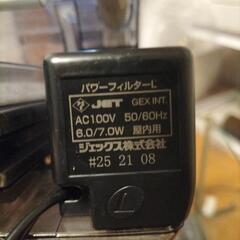 パワーフィルターL
JET GEX INT.
AC100V 50/60Hz
6.0/7.0W 屋内用
ジェックス株式会社
#25 21 08
L